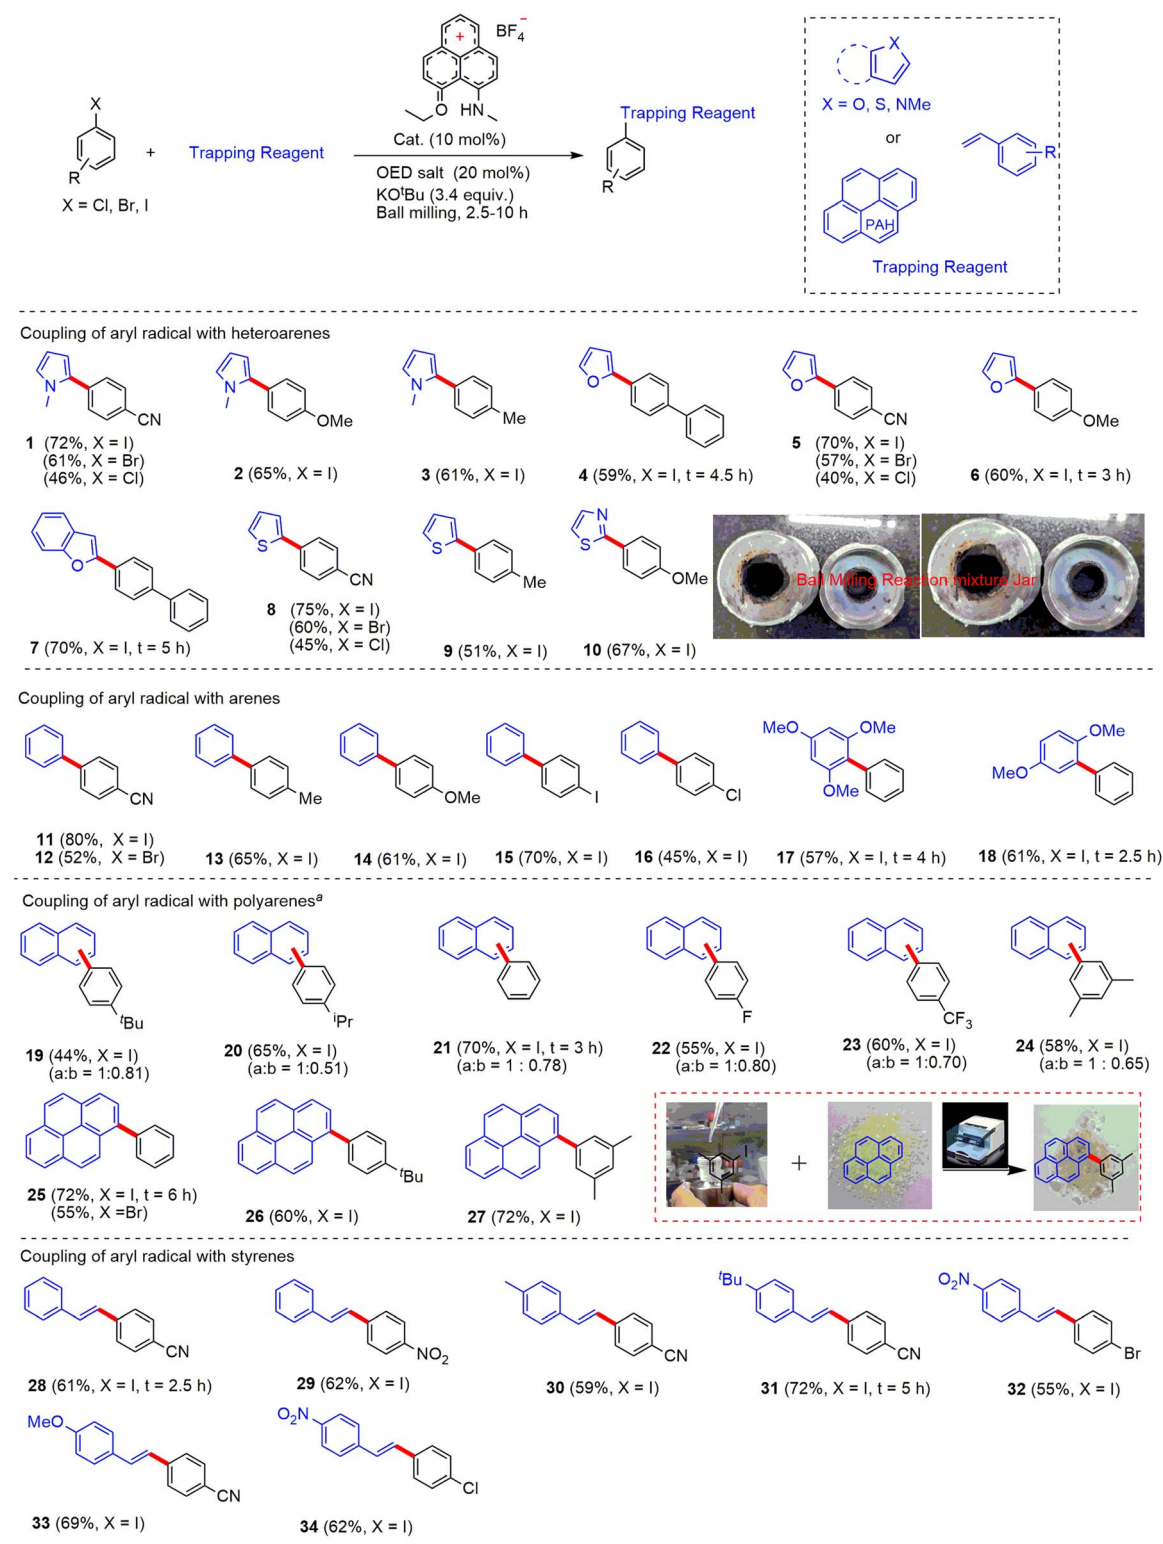 BF4−
+
HN
O
Cat. (10 mol%)
X
R
+ Trapping Reagent
X = Cl, Br, I
OED salt (20 mol%)
KOtBu (3.4 equiv.)
Ball milling, 2.5-10 h
Trapping Reagent
R
X
X = O, S, NMe
or
R
PAH
Trapping Reagent
Coupling of aryl radical with heteroarenes
N CN
N OMe
N Me
O
O CN
O OMe
1 (72%, X = I)
(61%, X = Br)
(46%, X = Cl)
2 (65%, X = I)
3 (61%, X = I)
4 (59%, X = I, t = 4.5 h)
5 (70%, X = I)
(57%, X = Br)
(40%, X = Cl)
6 (60%, X = I, t = 3 h)
O
S CN
S Me
N S OMe
Ball Milling Reaction mixture Jar
7 (70%, X = I, t = 5 h)
8 (75%, X = I)
(60%, X = Br)
(45%, X = Cl)
9 (51%, X = I)
10 (67%, X = I)
Coupling of aryl radical with arenes
CN
Me
OMe
I
Cl
MeO OMe
OMe
OMe
MeO
11 (80%, X = I)
12 (52%, X = Br)
13 (65%, X = I)
14 (61%, X = I)
15 (70%, X = I)
16 (45%, X = I)
17 (57%, X = I, t = 4 h)
18 (61%, X = I, t = 2.5 h)
Coupling of aryl radical with polyarenesa
tBu
iPr
F
CF3
19 (44%, X = I)
(a:b = 1:0.81)
20 (65%, X = I)
(a:b = 1:0.51)
21 (70%, X = I, t = 3 h)
(a:b = 1 : 0.78)
22 (55%, X = I)
(a:b = 1:0.80)
23 (60%, X = I)
(a:b = 1:0.70)
24 (58%, X = I)
(a:b = 1 : 0.65)
tBu
I
+
25 (72%, X = I, t = 6 h)
(55%, X =Br)
26 (60%, X = I)
27 (72%, X = I)
Coupling of aryl radical with styrenes
CN
NO2
CN
tBu
CN
O2N
Br
28 (61%, X = I, t = 2.5 h)
29 (62%, X = I)
30 (59%, X = I)
31 (72%, X = I, t = 5 h)
32 (55%, X = I)
MeO
CN
O2N
Cl
33 (69%, X = I)
34 (62%, X = I)